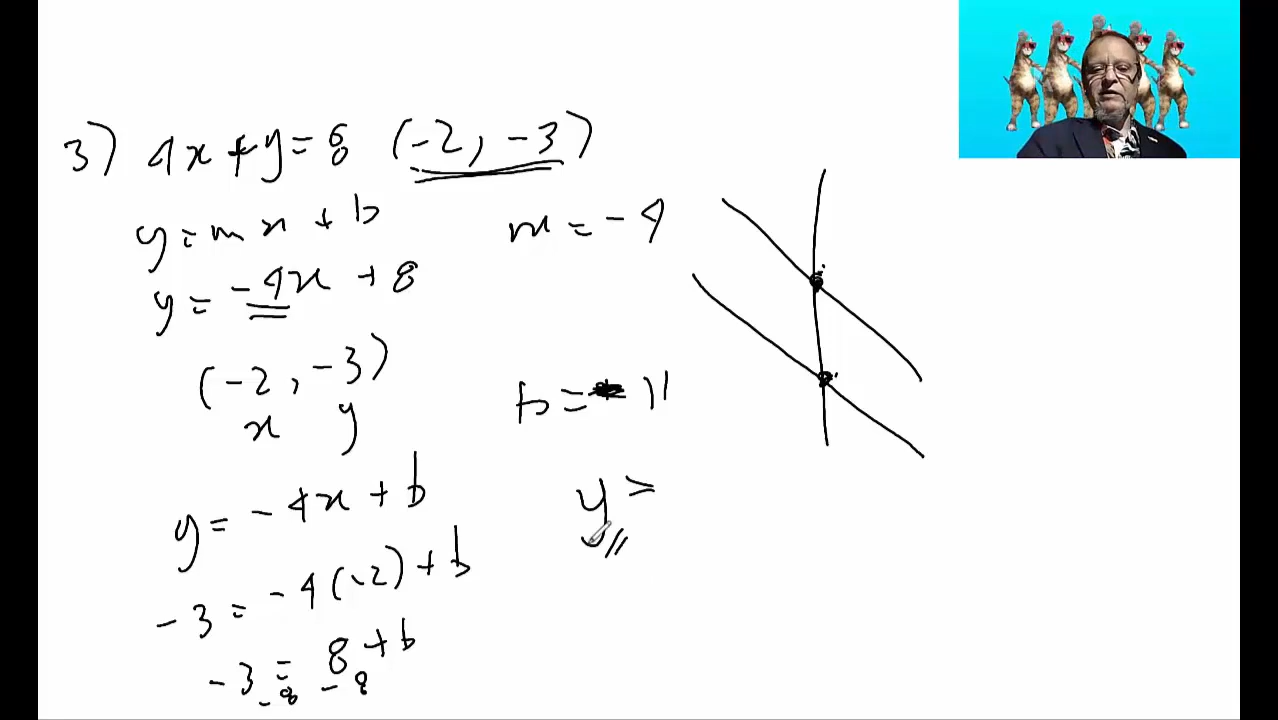 3) 4x + y = 8 (-2, -3)
y = mx + b
m = -4
y = -4x + 8
(-2, -3)
x y
b = 11
y = -4x + b
y =
//
-3 = -4(-2) + b
-3 = 8 + b
-8 -8